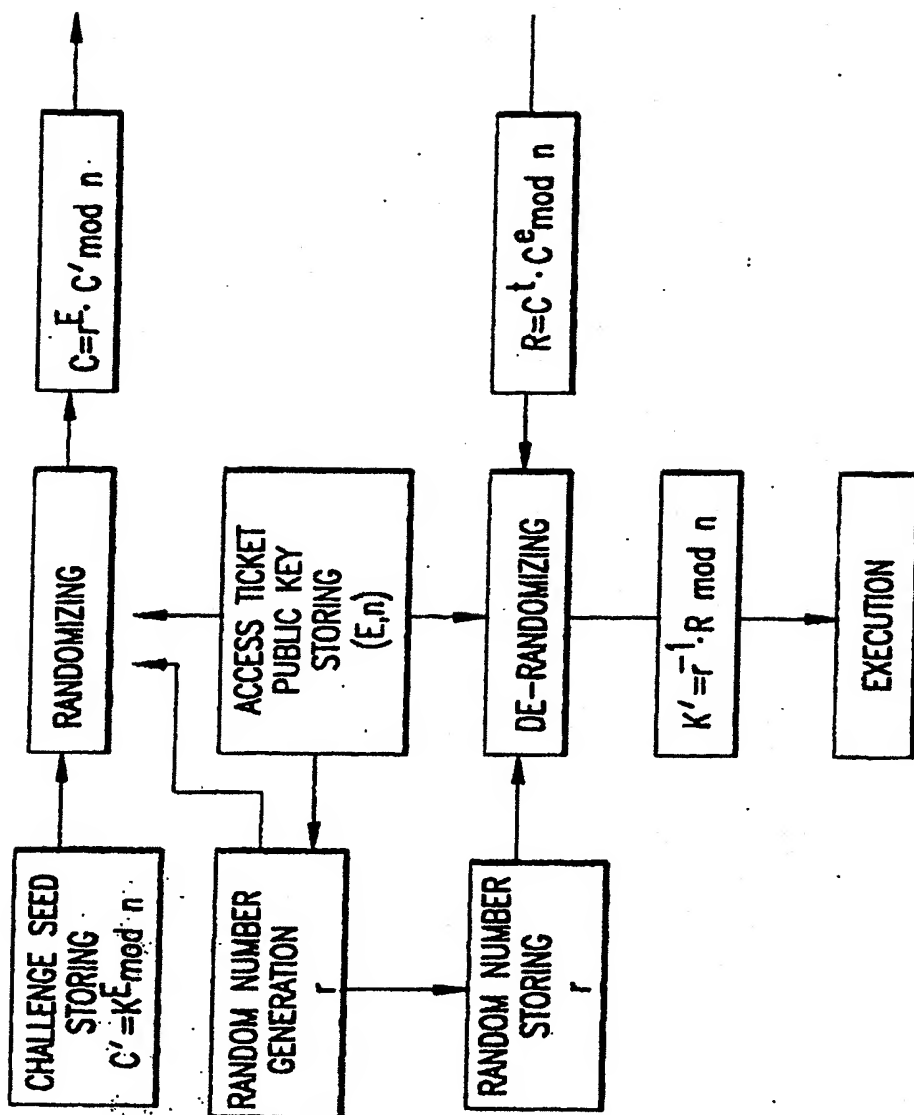 CHALLENGE SEED
STORING
C'=K^E mod n
RANDOMIZING
C=r^E · C' mod n
RANDOM NUMBER
GENERATION
r
ACCESS TICKET
PUBLIC KEY
STORING
(E,n)
RANDOM NUMBER
STORING
r
DE-RANDOMIZING
R=C^t · C^e mod n
K'=r^-1 · R mod n
EXECUTION